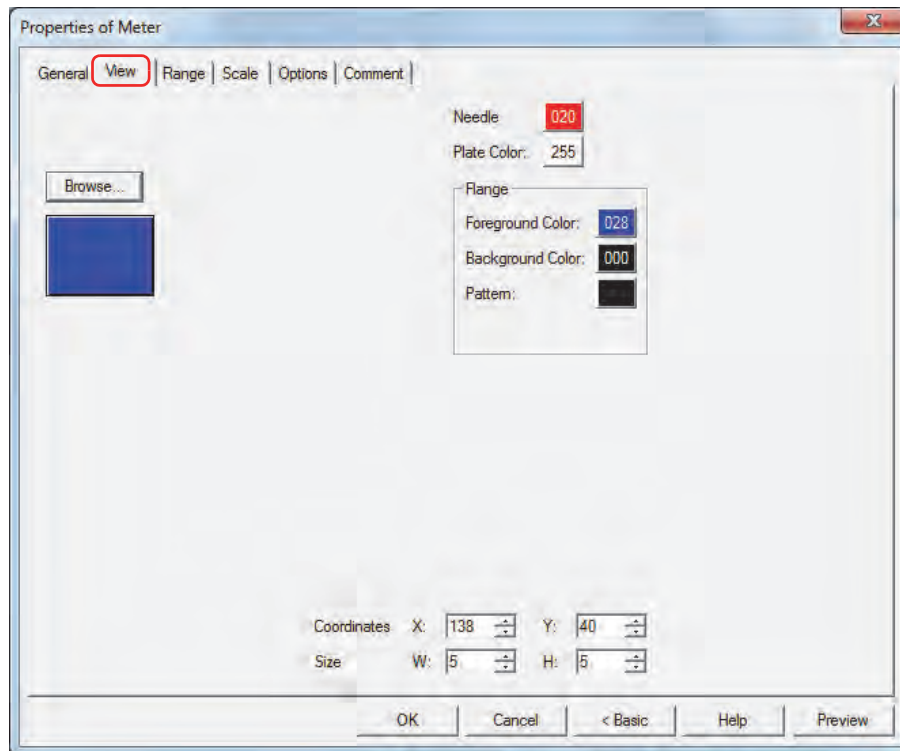 Properties of Meter
X
General View Range Scale Options Comment
Needle 020
Plate Color: 255
Browse...
Flange
Foreground Color: 028
Background Color: 000
Pattern:
Coordinates X: 138 Y: 40
Size W: 5 H: 5
OK Cancel < Basic Help Preview